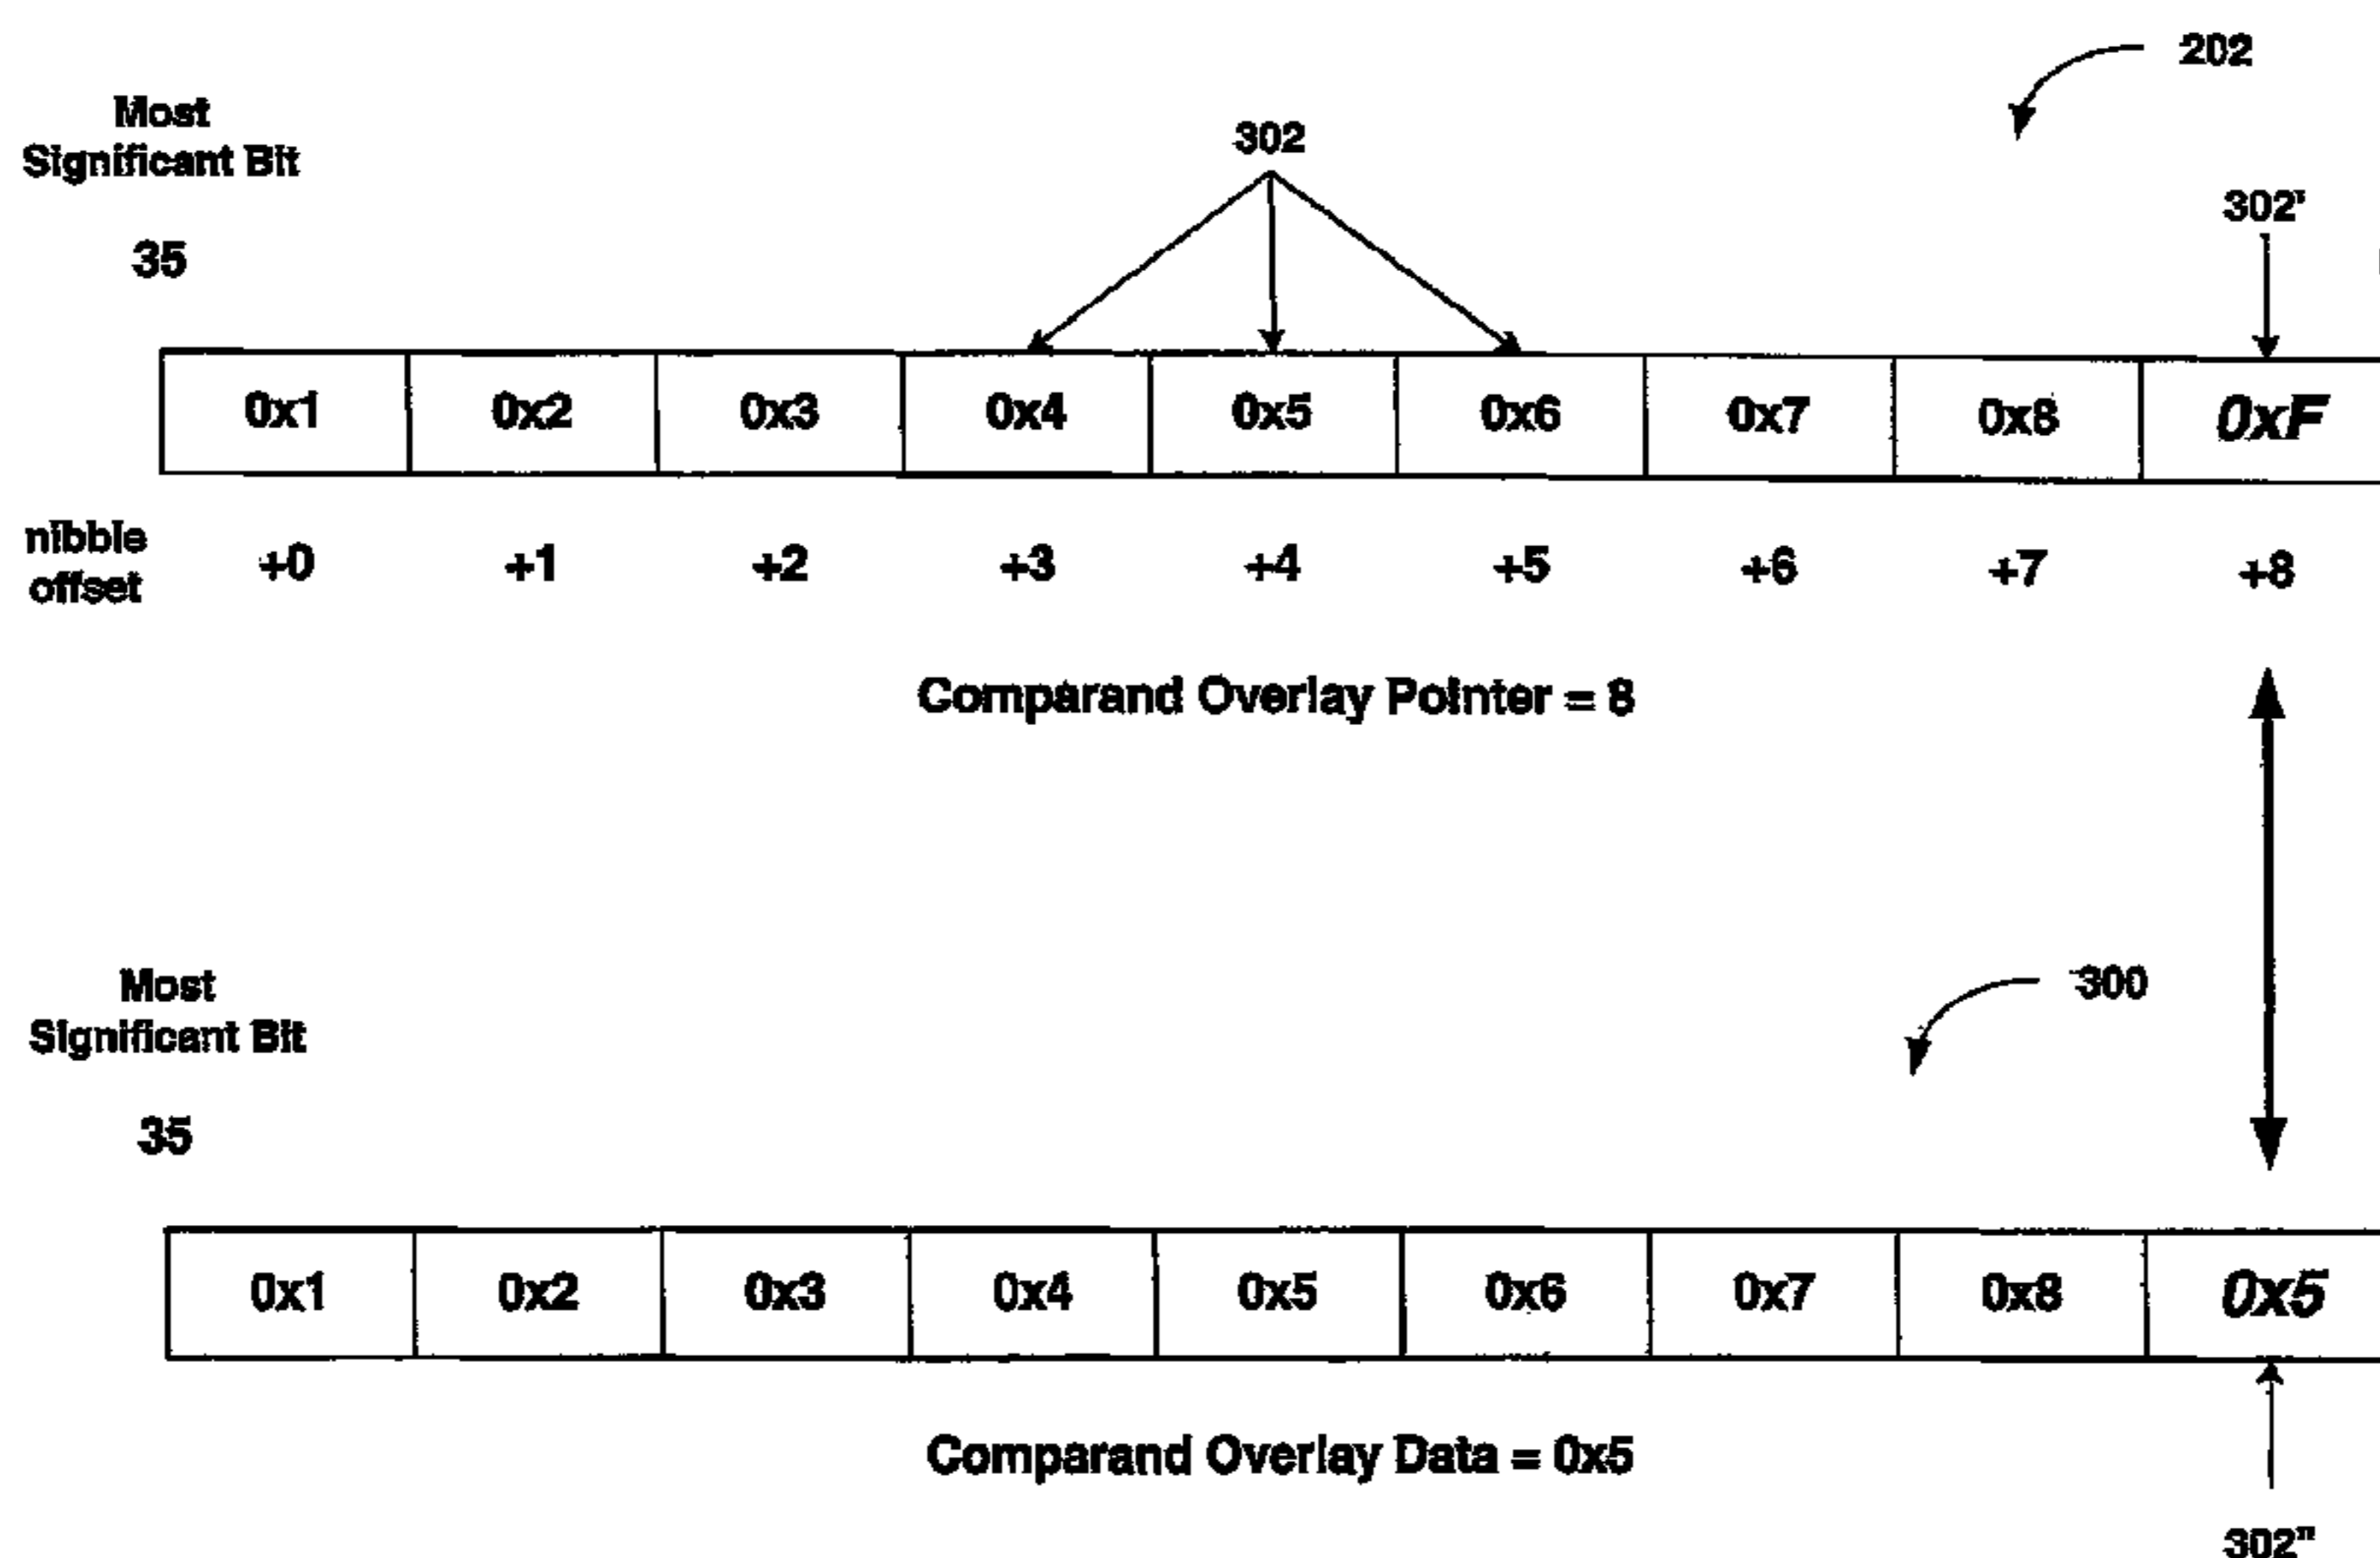 202
Most
Significant Bit
302
302'
35
0x1 0x2 0x3 0x4 0x5 0x6 0x7 0x8 0xF
nibble
offset
+0 +1 +2 +3 +4 +5 +6 +7 +8
Comparand Overlay Pointer = 8
Most
Significant Bit
300
35
0x1 0x2 0x3 0x4 0x5 0x6 0x7 0x8 0x5
Comparand Overlay Data = 0x5
302"